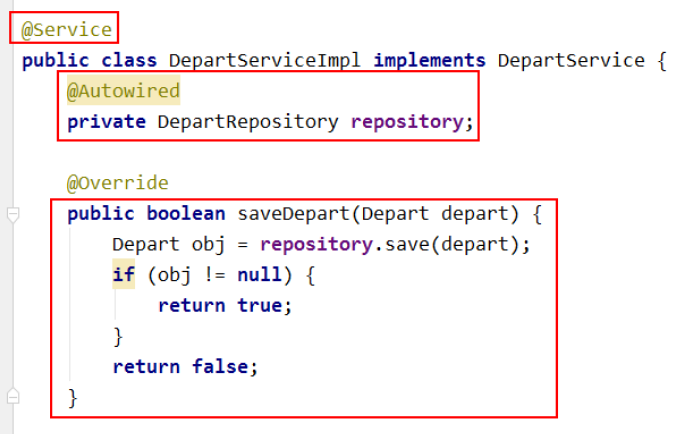 @Service
public class DepartServiceImpl implements DepartService {
@Autowired
private DepartRepository repository;
@Override
public boolean saveDepart(Depart depart) {
Depart obj = repository.save(depart);
if (obj != null) {
return true;
}
return false;
}